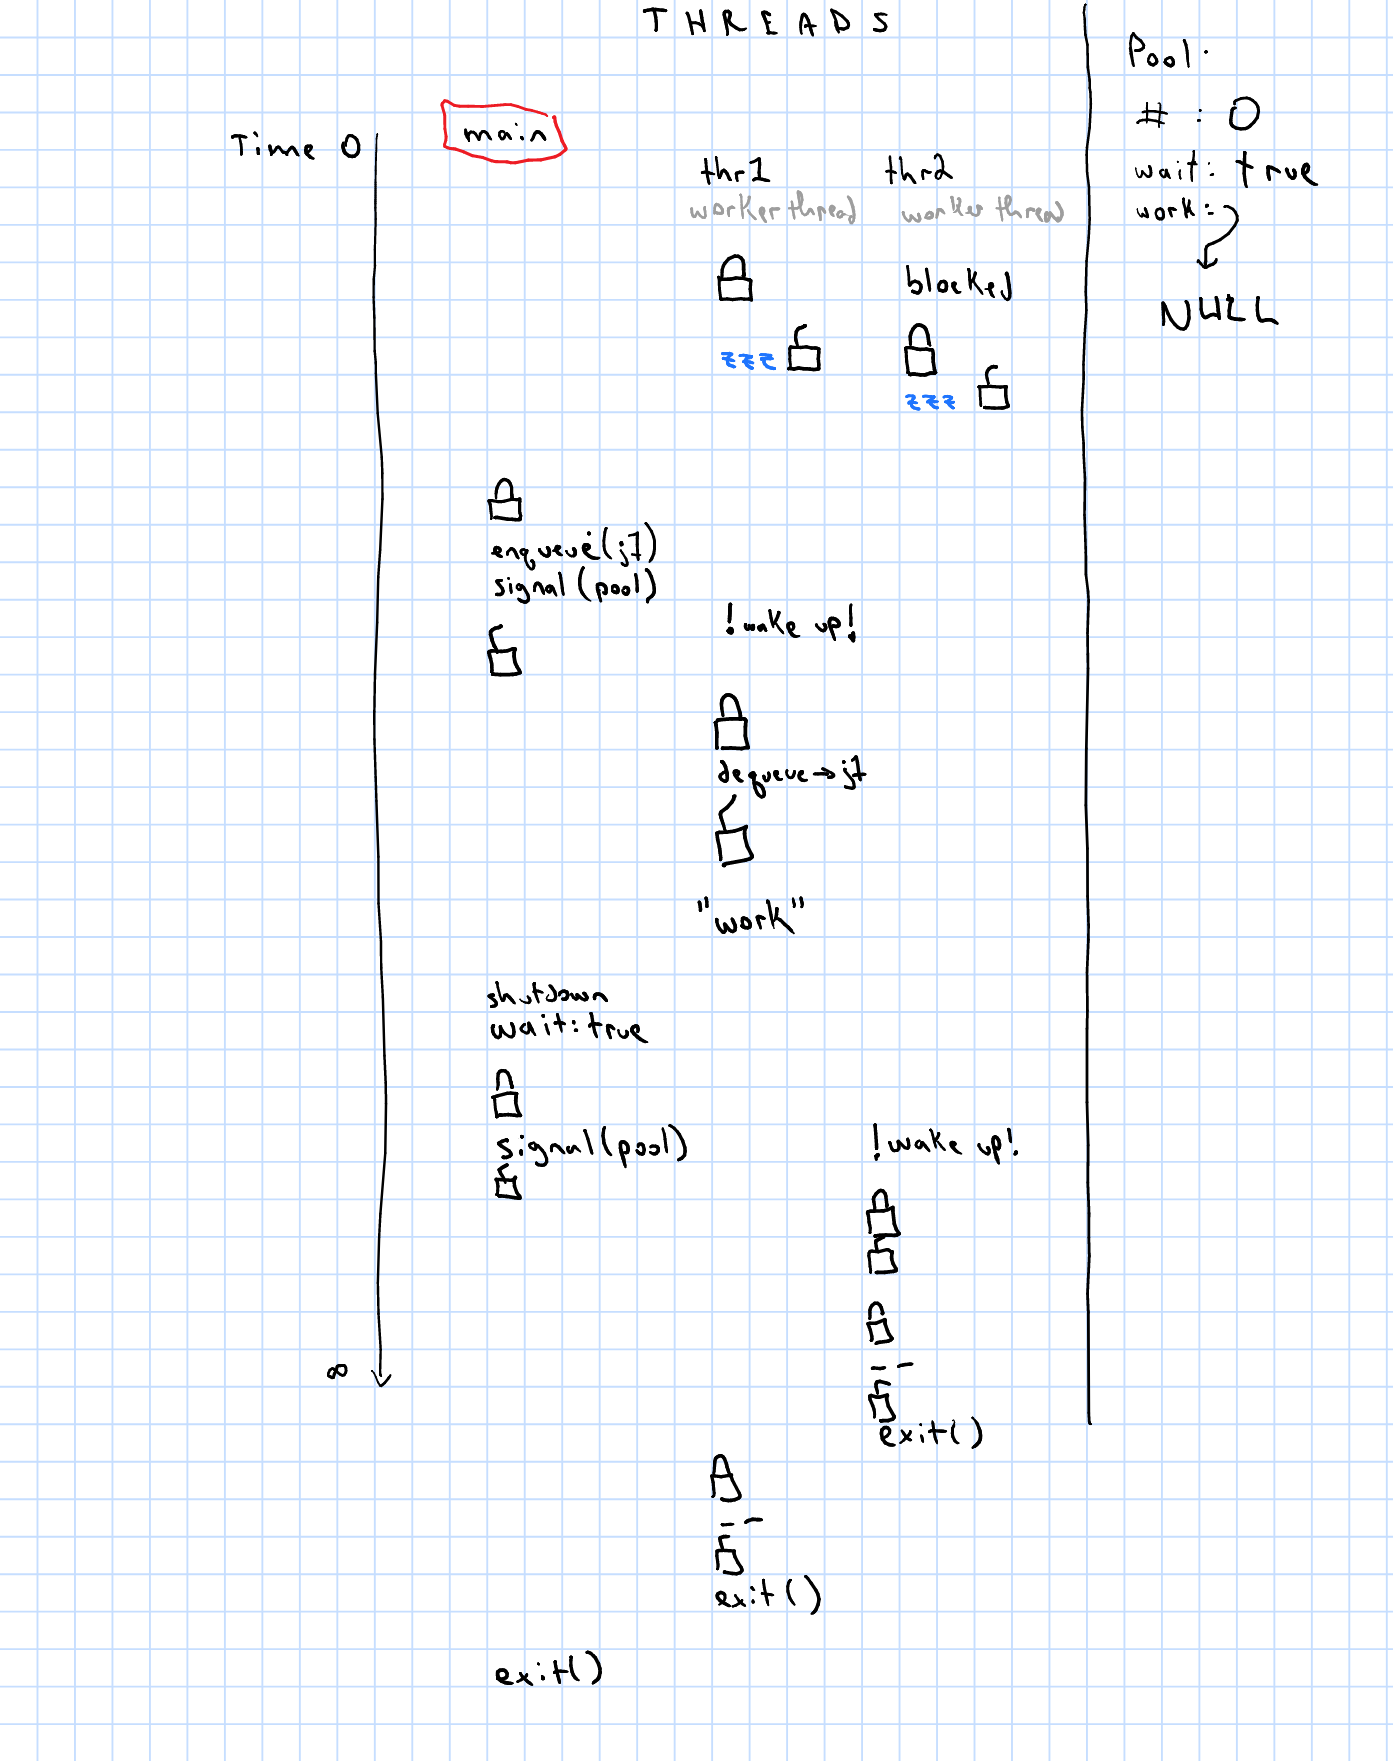 THREADS
Pool:
# : 0
Time 0
main
thr1
thr2
wait: true
worker thread
worker thread
work:
blocked
NULL
zzz
zzz
enqueue(j1)
signal(pool)
!wake up!
dequeue→j1
"work"
shutdown
wait: true
signal(pool)
!wake up!
∞
exit()
exit()
exit()